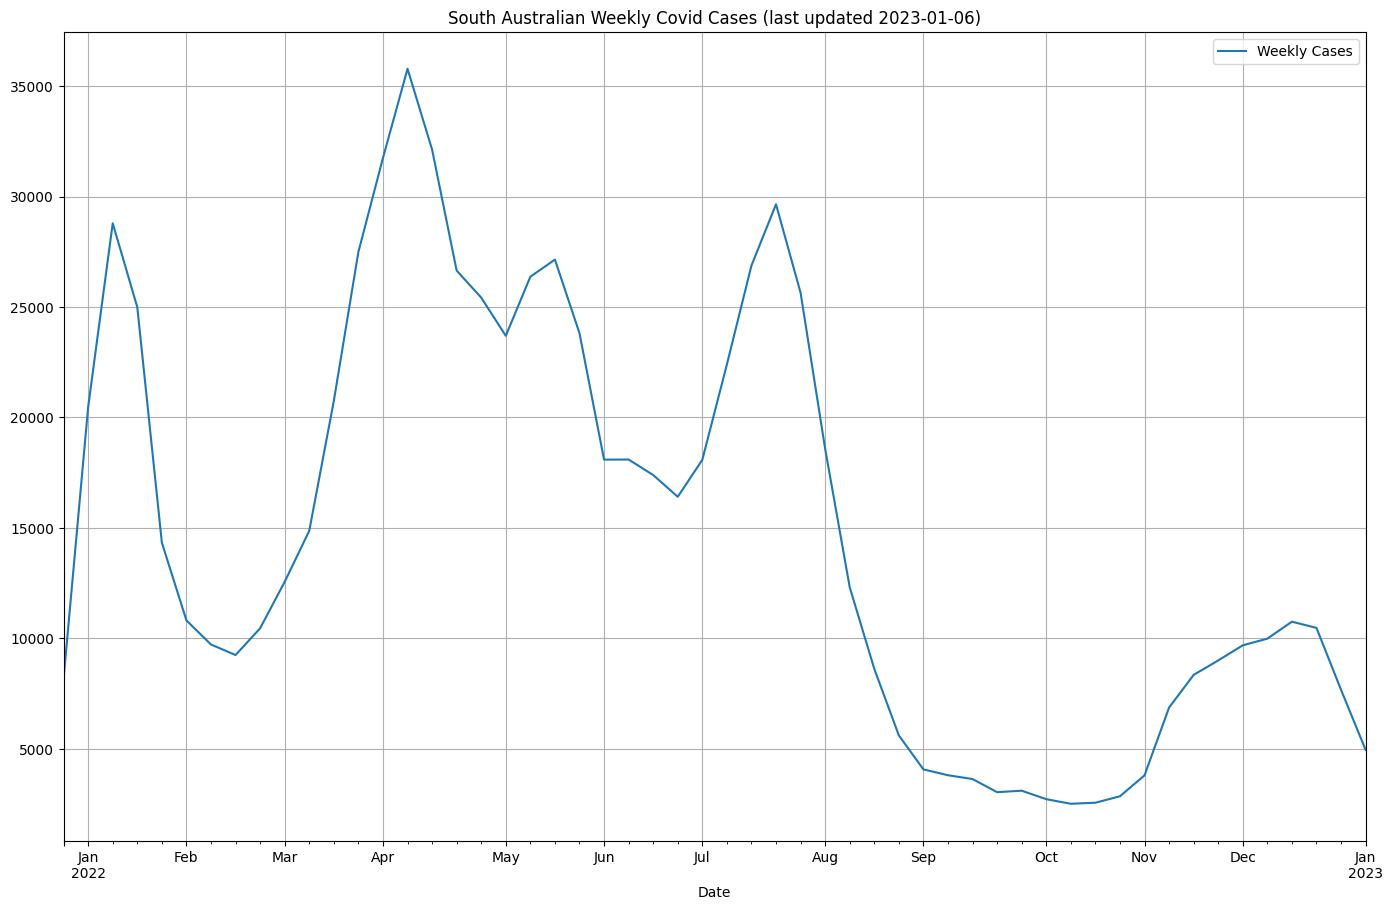 South Australian Weekly Covid Cases (last updated 2023-01-06)
Weekly Cases
35000
30000
25000
20000
15000
10000
5000
Jan Feb Mar Apr May Jun Jul Aug Sep Oct Nov Dec Jan
2022 2023
Date